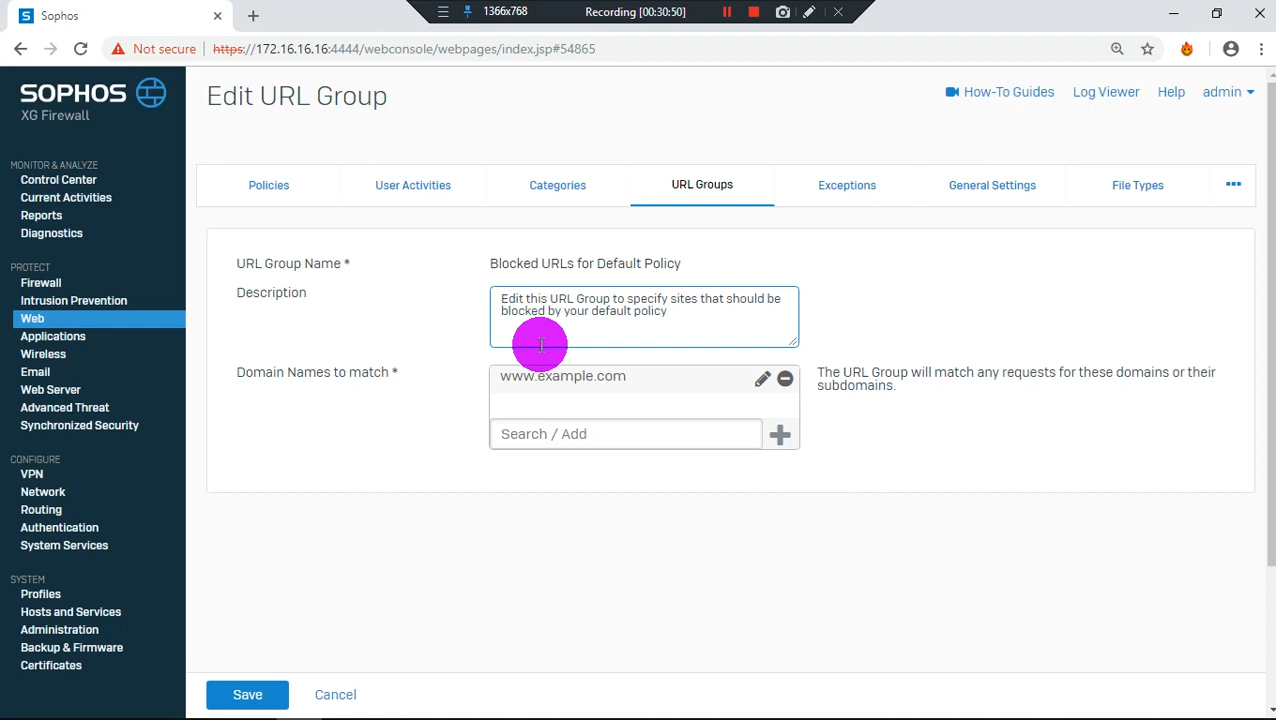 Sophos
1366x768
Recording [00:30:50]
Not secure
https://172.16.16.16:4444/webconsole/webpages/index.jsp#54865
SOPHOS
XG Firewall
Edit URL Group
How-To Guides
Log Viewer
Help
admin
MONITOR & ANALYZE
Control Center
Current Activities
Reports
Diagnostics
PROTECT
Firewall
Intrusion Prevention
Web
Applications
Wireless
Email
Web Server
Advanced Threat
Synchronized Security
CONFIGURE
VPN
Network
Routing
Authentication
System Services
SYSTEM
Profiles
Hosts and Services
Administration
Backup & Firmware
Certificates
Policies
User Activities
Categories
URL Groups
Exceptions
General Settings
File Types
URL Group Name *
Blocked URLs for Default Policy
Description
Edit this URL Group to specify sites that should be
blocked by your default policy
Domain Names to match *
www.example.com
Search / Add
The URL Group will match any requests for these domains or their
subdomains.
Save
Cancel